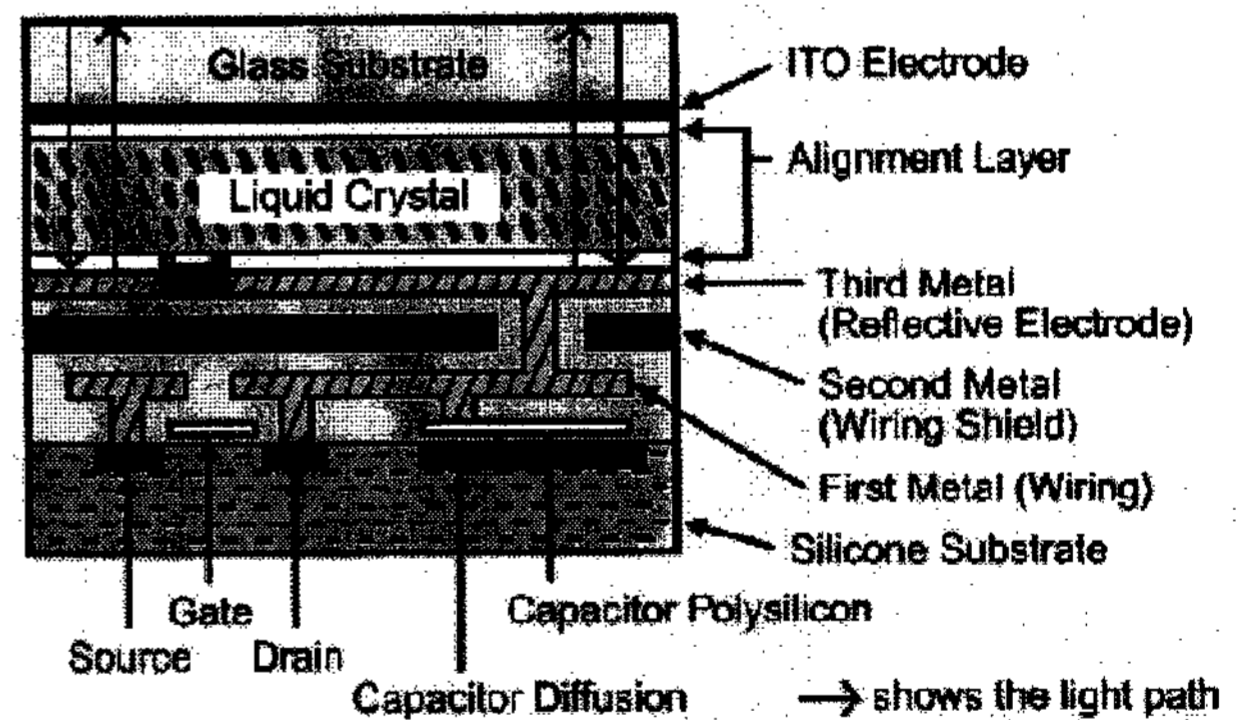 Glass Substrate
ITO Electrode
Alignment Layer
Liquid Crystal
Third Metal
(Reflective Electrode)
Second Metal
(Wiring Shield)
First Metal (Wiring)
Silicone Substrate
Gate
Capacitor Polysilicon
Source
Drain
Capacitor Diffusion
shows the light path